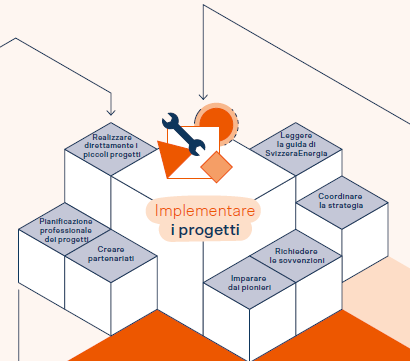 Realizzare
direttamente i
piccoli progetti
Leggere
la guida di
SvizzeraEnergia
Coordinare
la strategia
Implementare
i progetti
Pianificazione
professionale
dei progetti
Creare
partenariati
Richiedere
le sovvenzioni
Imparare
dai pionieri